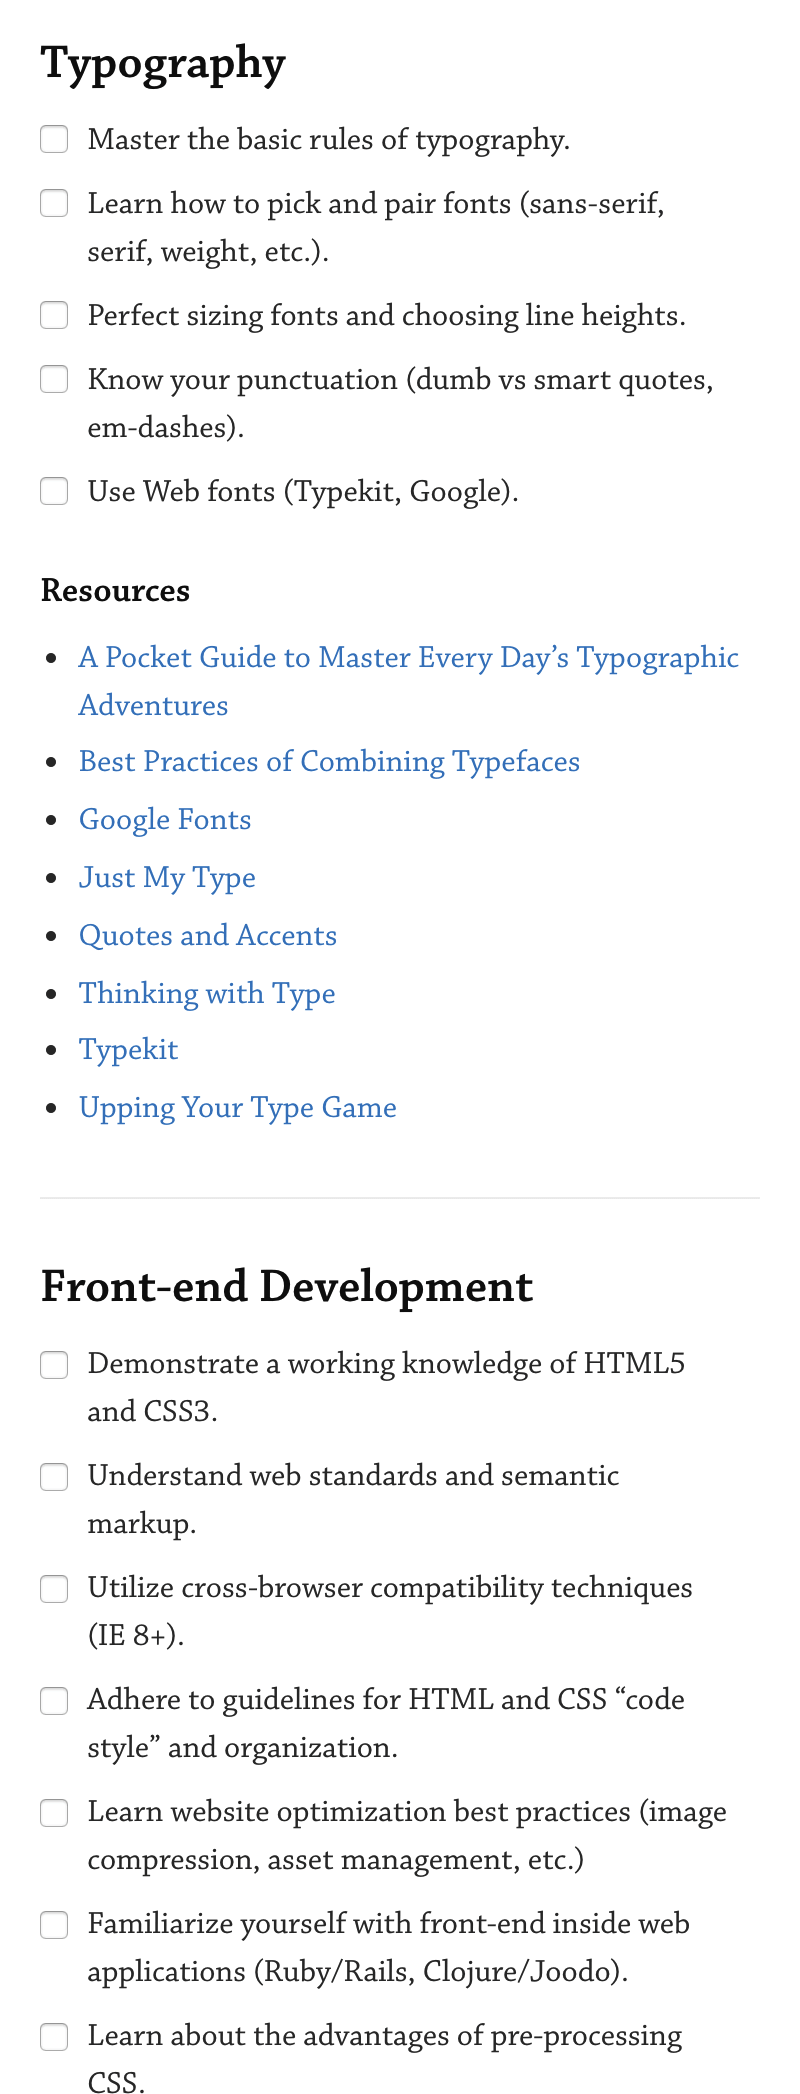 Typography
Master the basic rules of typography.
Learn how to pick and pair fonts (sans-serif,
serif, weight, etc.).
Perfect sizing fonts and choosing line heights.
Know your punctuation (dumb vs smart quotes,
em-dashes).
Use Web fonts (Typekit, Google).
Resources
A Pocket Guide to Master Every Day’s Typographic
Adventures
Best Practices of Combining Typefaces
Google Fonts
Just My Type
Quotes and Accents
Thinking with Type
Typekit
Upping Your Type Game
Front-end Development
Demonstrate a working knowledge of HTML5
and CSS3.
Understand web standards and semantic
markup.
Utilize cross-browser compatibility techniques
(IE 8+).
Adhere to guidelines for HTML and CSS “code
style” and organization.
Learn website optimization best practices (image
compression, asset management, etc.)
Familiarize yourself with front-end inside web
applications (Ruby/Rails, Clojure/Joodo).
Learn about the advantages of pre-processing
CSS.